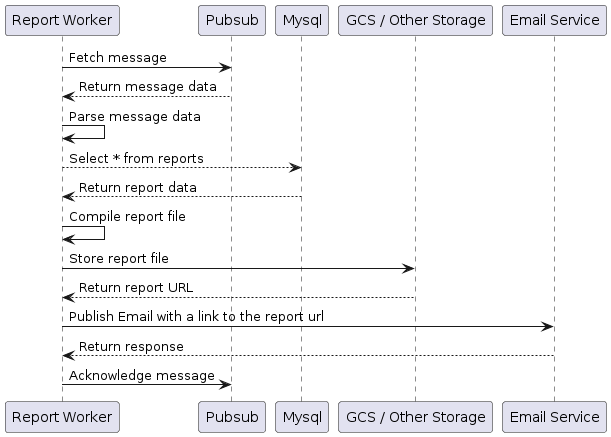 Report Worker
Pubsub
Mysql
GCS / Other Storage
Email Service
Fetch message
Return message data
Parse message data
Select * from reports
Return report data
Compile report file
Store report file
Return report URL
Publish Email with a link to the report url
Return response
Acknowledge message
Report Worker
Pubsub
Mysql
GCS / Other Storage
Email Service